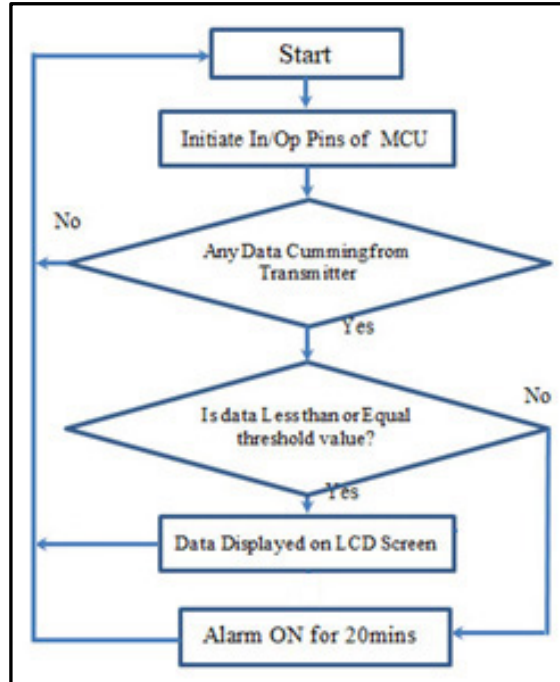 Start
Initiate In/Op Pins of MCU
No
Any Data Cummingfrom
Transmitter
Yes
No
Is data Less than or Equal
threshold value?
Yes
Data Displayed on LCD Screen
Alarm ON for 20mins